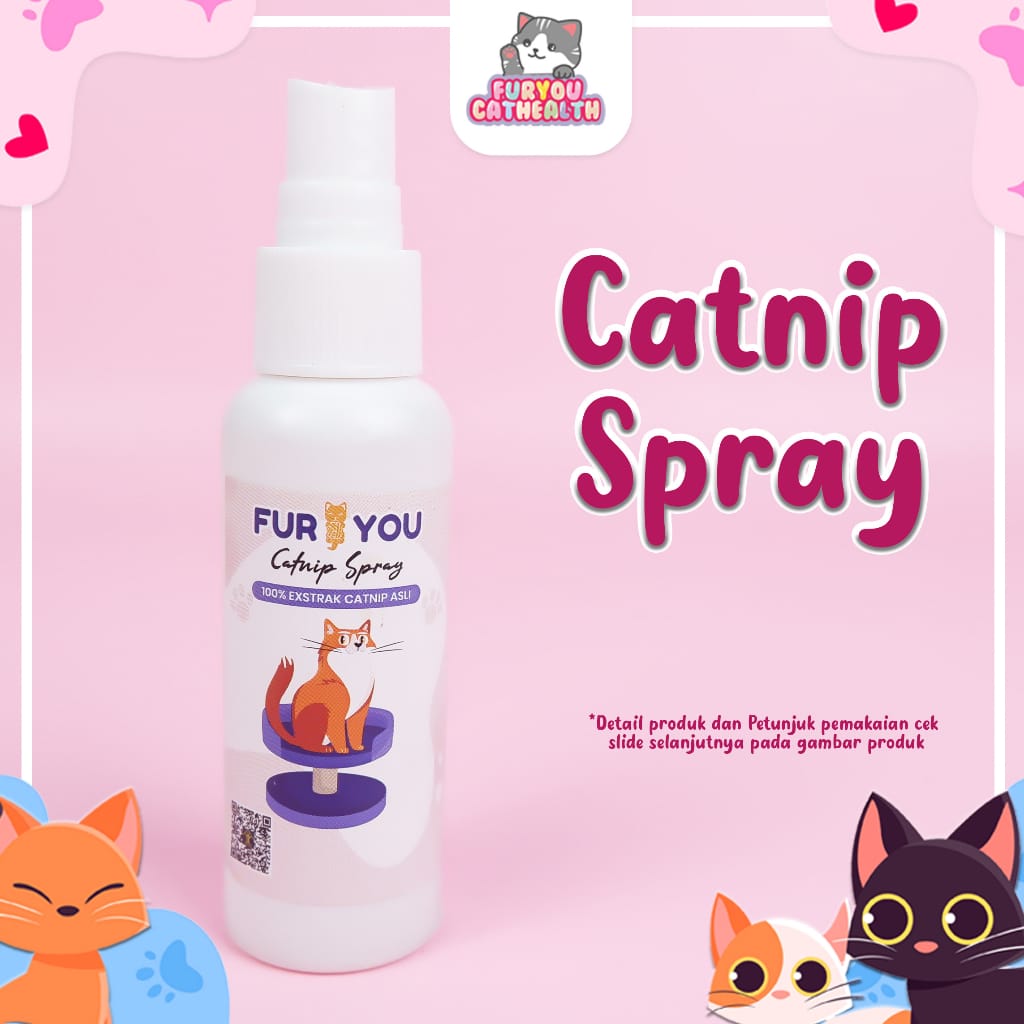 FURYOU
CATHEALTH
Catnip
Spray
FUR YOU
Catnip Spray
100% EXSTRAK CATNIP ASLI
*Detail produk dan Petunjuk pemakaian cek
slide selanjutnya pada gambar produk